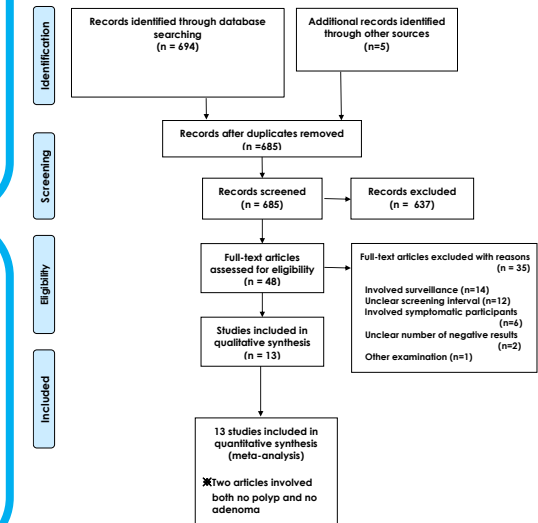 Identification
Records identified through database
searching
(n = 694)
Additional records identified
through other sources
(n=5)
Records after duplicates removed
(n =685)
Screening
Records screened
(n = 685)
Records excluded
(n = 637)
Eligibility
Full-text articles
assessed for eligibility
(n = 48)
Full-text articles excluded with reasons
(n = 35)
Involved surveillance (n=14)
Unclear screening interval (n=12)
Involved symptomatic participants
(n=6)
Unclear number of negative results
(n=2)
Other examination (n=1)
Studies included in
qualitative synthesis
(n = 13)
Included
13 studies included in
quantitative synthesis
(meta-analysis)
※Two articles involved
both no polyp and no
adenoma